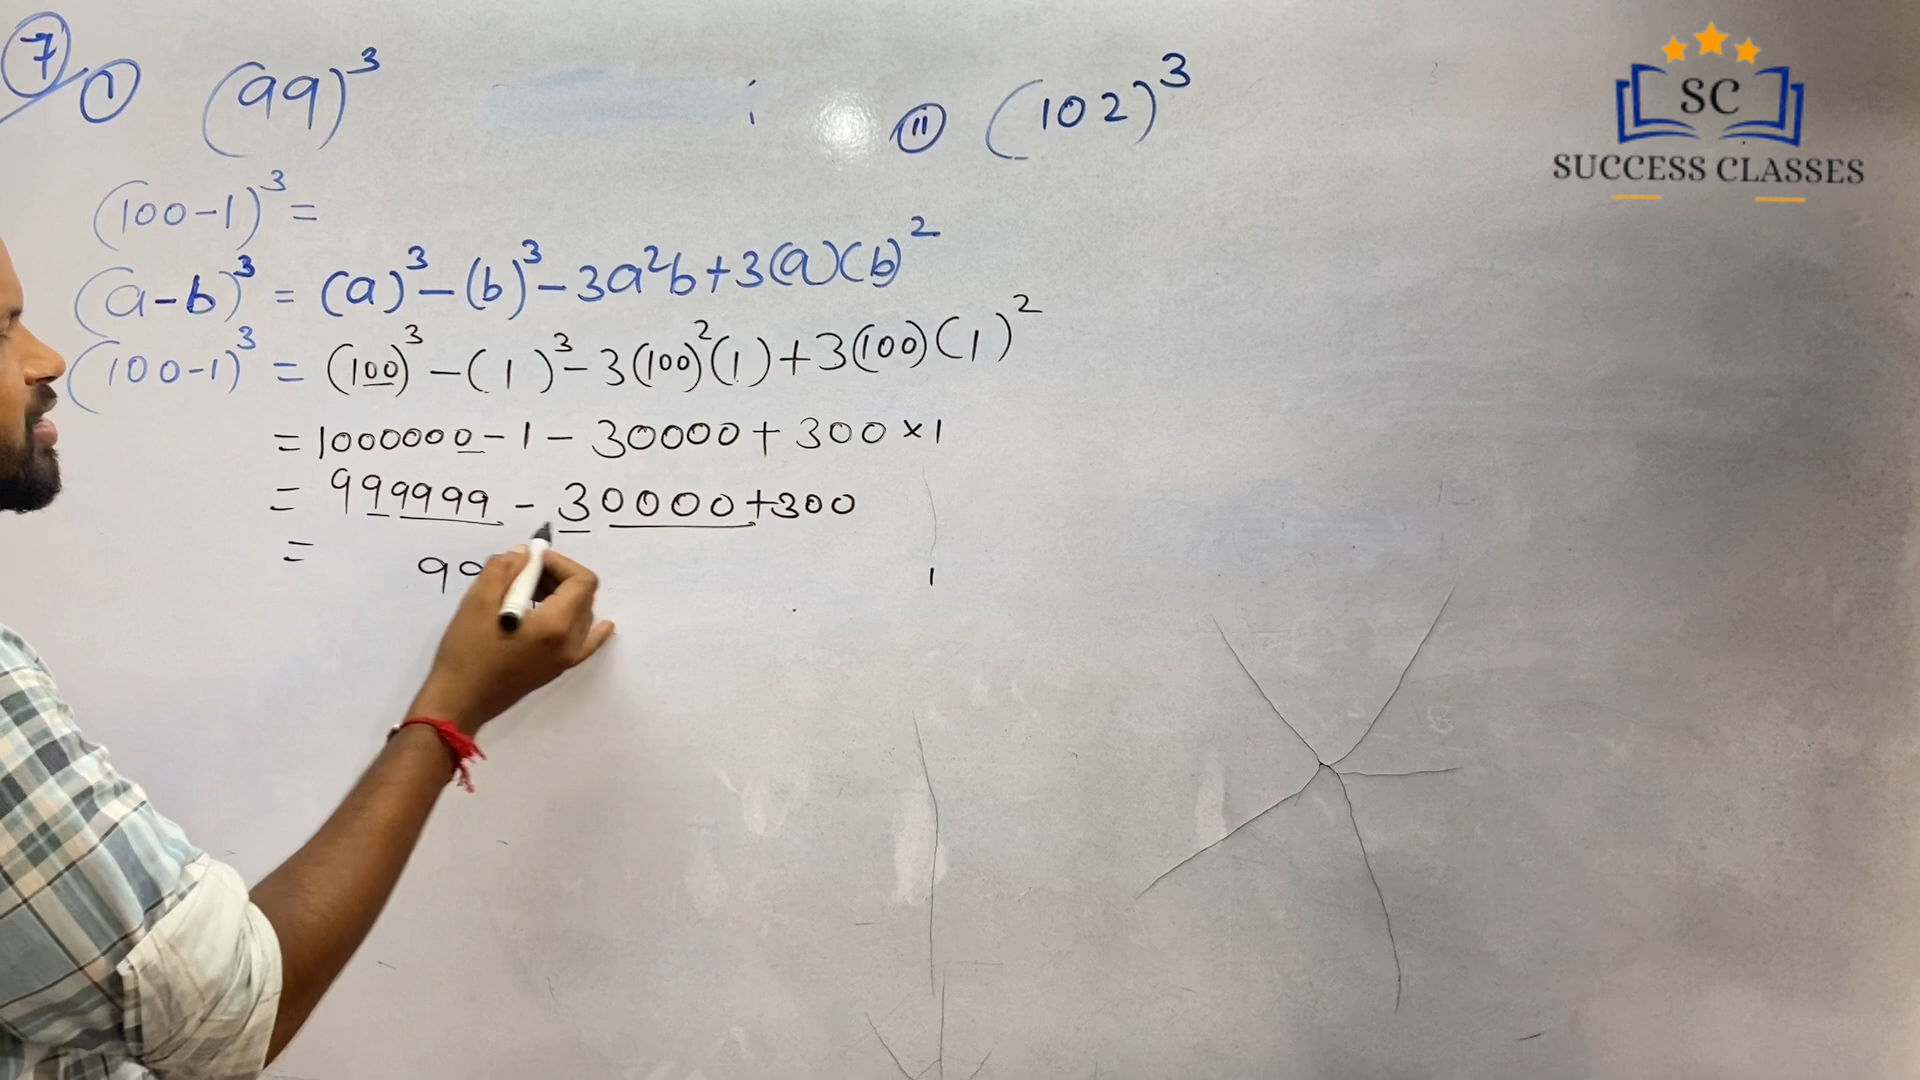 7 (i) (99)³ ; (ii) (102)³
SC
SUCCESS CLASSES
(100-1)³ =
(a-b)³ = (a)³-(b)³-3a²b+3(a)(b)²
(100-1)³ = (100)³-(1)³-3(100)²(1)+3(100)(1)²
= 1000000-1-30000+300×1
= 999999-30000+300
= 99